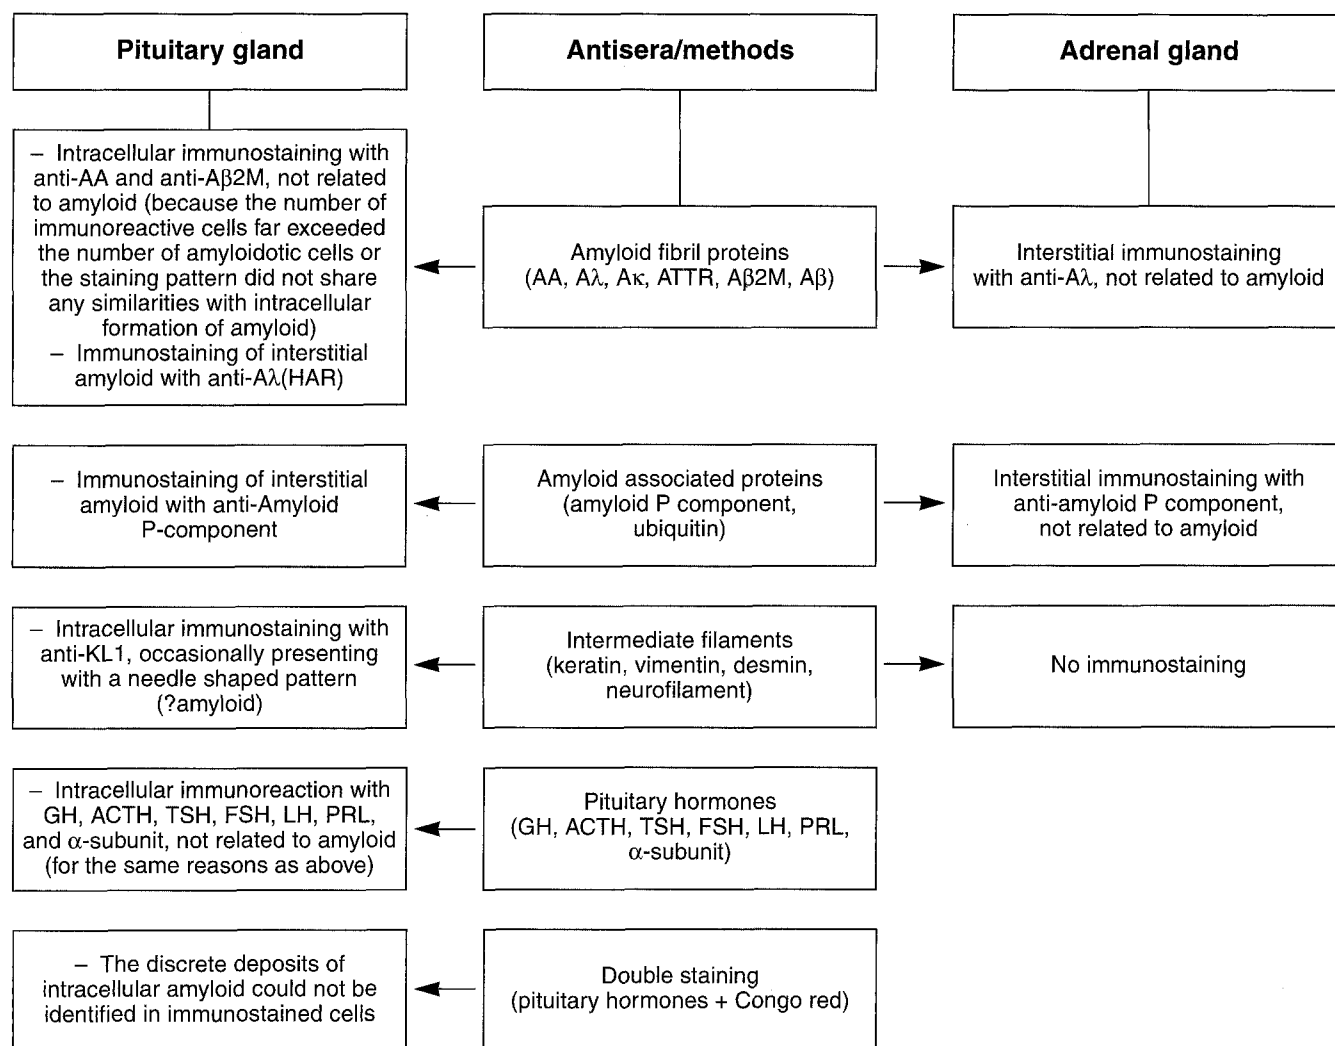 Pituitary gland
Antisera/methods
Adrenal gland
– Intracellular immunostaining with
anti-AA and anti-Aβ2M, not related
to amyloid (because the number of
immunoreactive cells far exceeded
the number of amyloidotic cells or
the staining pattern did not share
any similarities with intracellular
formation of amyloid)
– Immunostaining of interstitial
amyloid with anti-Aλ(HAR)
Amyloid fibril proteins
(AA, Aλ, Aκ, ATTR, Aβ2M, Aβ)
Interstitial immunostaining
with anti-Aλ, not related to amyloid
– Immunostaining of interstitial
amyloid with anti-Amyloid
P-component
Amyloid associated proteins
(amyloid P component,
ubiquitin)
Interstitial immunostaining with
anti-amyloid P component,
not related to amyloid
– Intracellular immunostaining with
anti-KL1, occasionally presenting
with a needle shaped pattern
(?amyloid)
Intermediate filaments
(keratin, vimentin, desmin,
neurofilament)
No immunostaining
– Intracellular immunoreaction with
GH, ACTH, TSH, FSH, LH, PRL,
and α-subunit, not related to amyloid
(for the same reasons as above)
Pituitary hormones
(GH, ACTH, TSH, FSH, LH, PRL,
α-subunit)
– The discrete deposits of
intracellular amyloid could not be
identified in immunostained cells
Double staining
(pituitary hormones + Congo red)